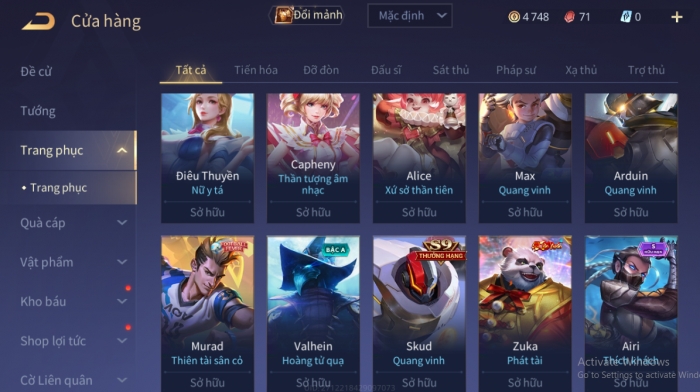 Cửa hàng
Đổi mảnh
Mặc định
4 748
71
0
Đề cử
Tướng
Trang phục
• Trang phục
Quà cáp
Vật phẩm
Kho báu
Shop lợi tức
Cờ Liên quân
Tất cả
Tiến hóa
Đỡ đòn
Đấu sĩ
Sát thủ
Pháp sư
Xạ thủ
Trợ thủ
Điêu Thuyền
Nữ y tá
Sở hữu
Capheny
Thần tượng âm
nhạc
Sở hữu
Alice
Xứ sở thần tiên
Sở hữu
Max
Quang vinh
Sở hữu
Arduin
Quang vinh
Sở hữu
Murad
Thiên tài sân cỏ
Sở hữu
BẬC A
Valhein
Hoàng tử quạ
Sở hữu
S9
THƯỞNG HẠNG
Skud
Quang vinh
Sở hữu
Zuka
Phát tài
Sở hữu
Airi
Thích khách
Sở hữu
Activate Windows
Go to Settings to activate Wind